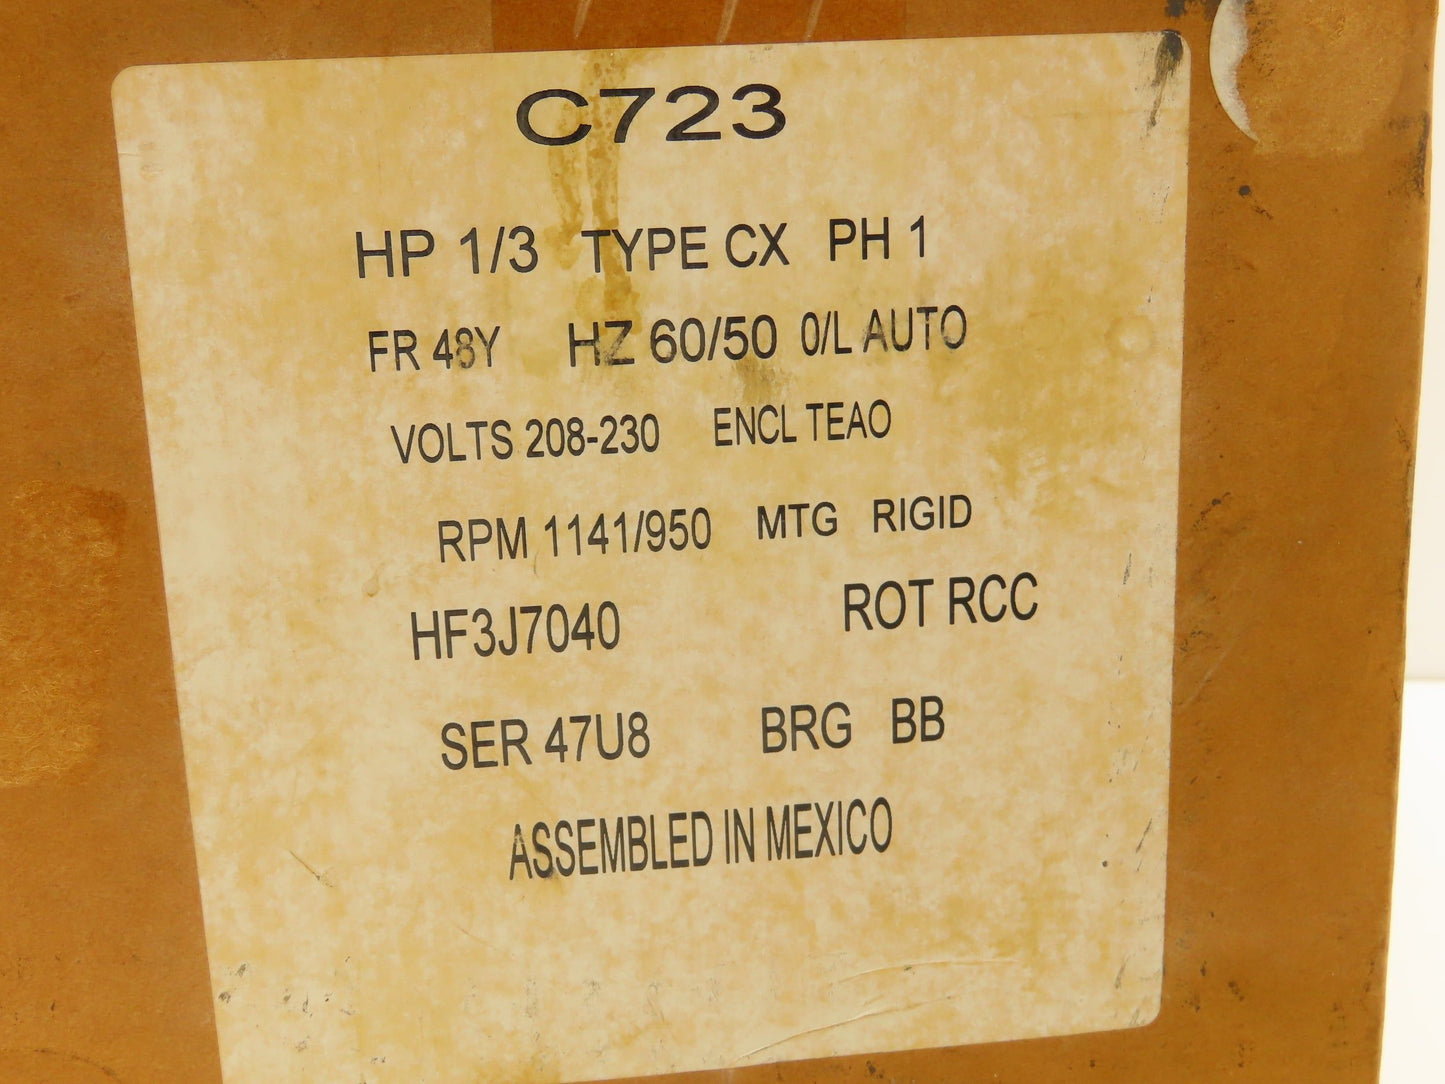 C723
HP 1/3 TYPE CX PH 1
FR 48Y HZ 60/50 O/L AUTO
VOLTS 208-230 ENCL TEAO
RPM 1141/950 MTG RIGID
HF3J7040 ROT RCC
SER 47U8 BRG BB
ASSEMBLED IN MEXICO